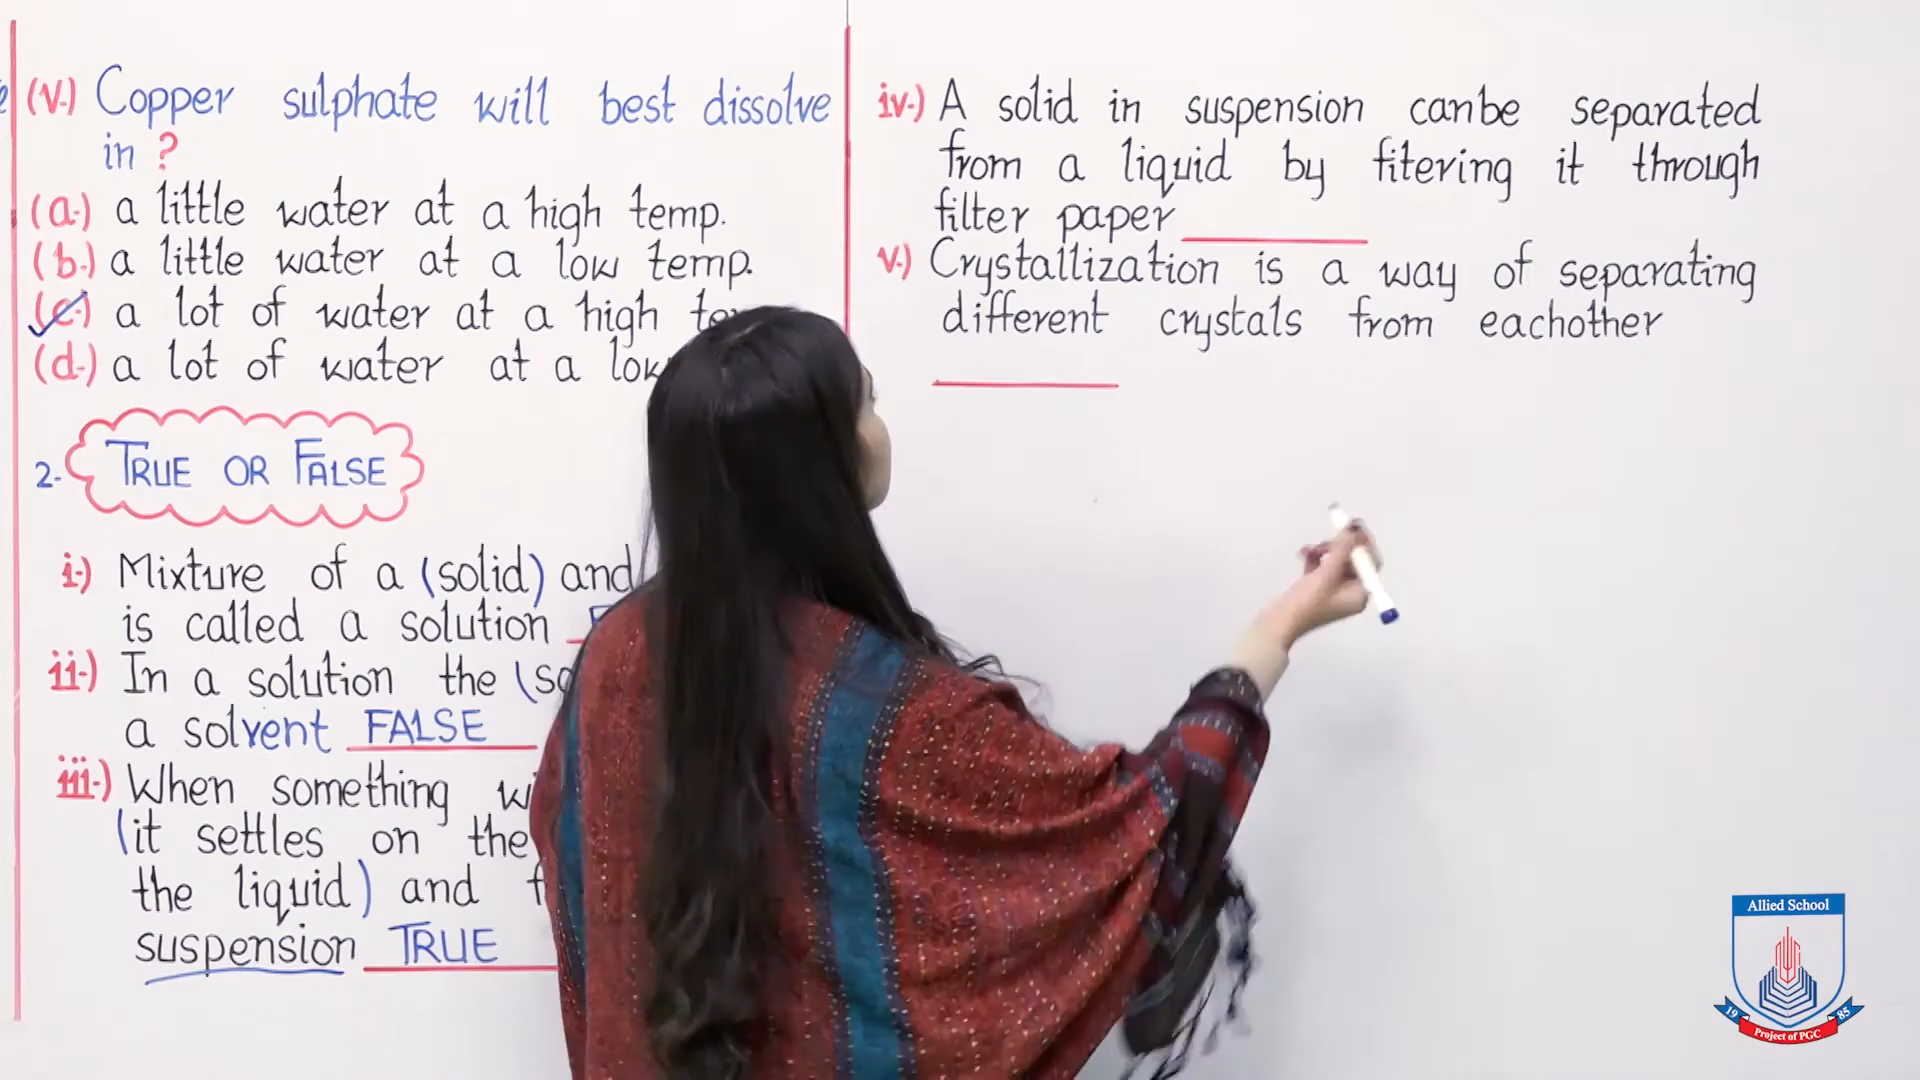 (v.) Copper sulphate will best dissolve
in ?
(a.) a little water at a high temp.
(b.) a little water at a low temp.
(c.) a lot of water at a high
(d.) a lot of water at a
2- TRUE OR FALSE
i-) Mixture of a (solid) and
is called a solution
ii-) In a solution the
a solvent FALSE
iii-) When something
(it settles on the
the liquid) and
suspension TRUE
iv-) A solid in suspension canbe separated
from a liquid by fitering it through
filter paper
v.) Crystallization is a way of separating
different crystals from eachother
Allied School
19 85
Project of PGC